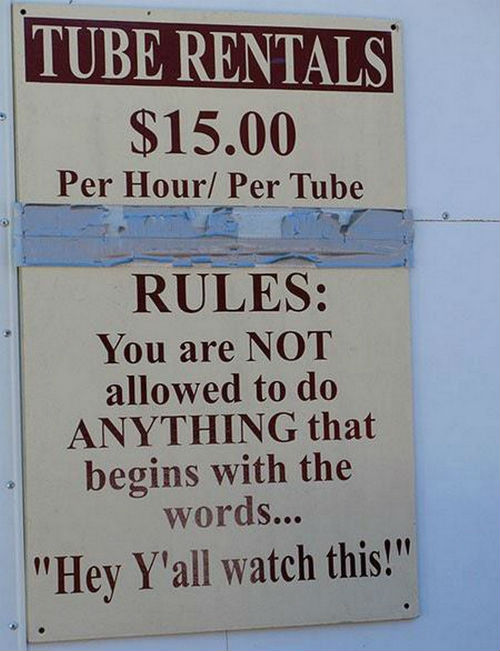 TUBE RENTALS
$15.00
Per Hour/ Per Tube
RULES:
You are NOT
allowed to do
ANYTHING that
begins with the
words...
"Hey Y'all watch this!"